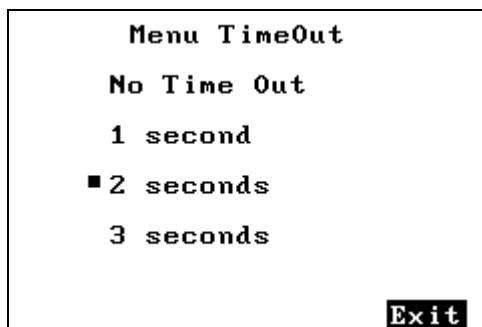 Menu TimeOut
No Time Out
1 second
2 seconds
3 seconds
Exit